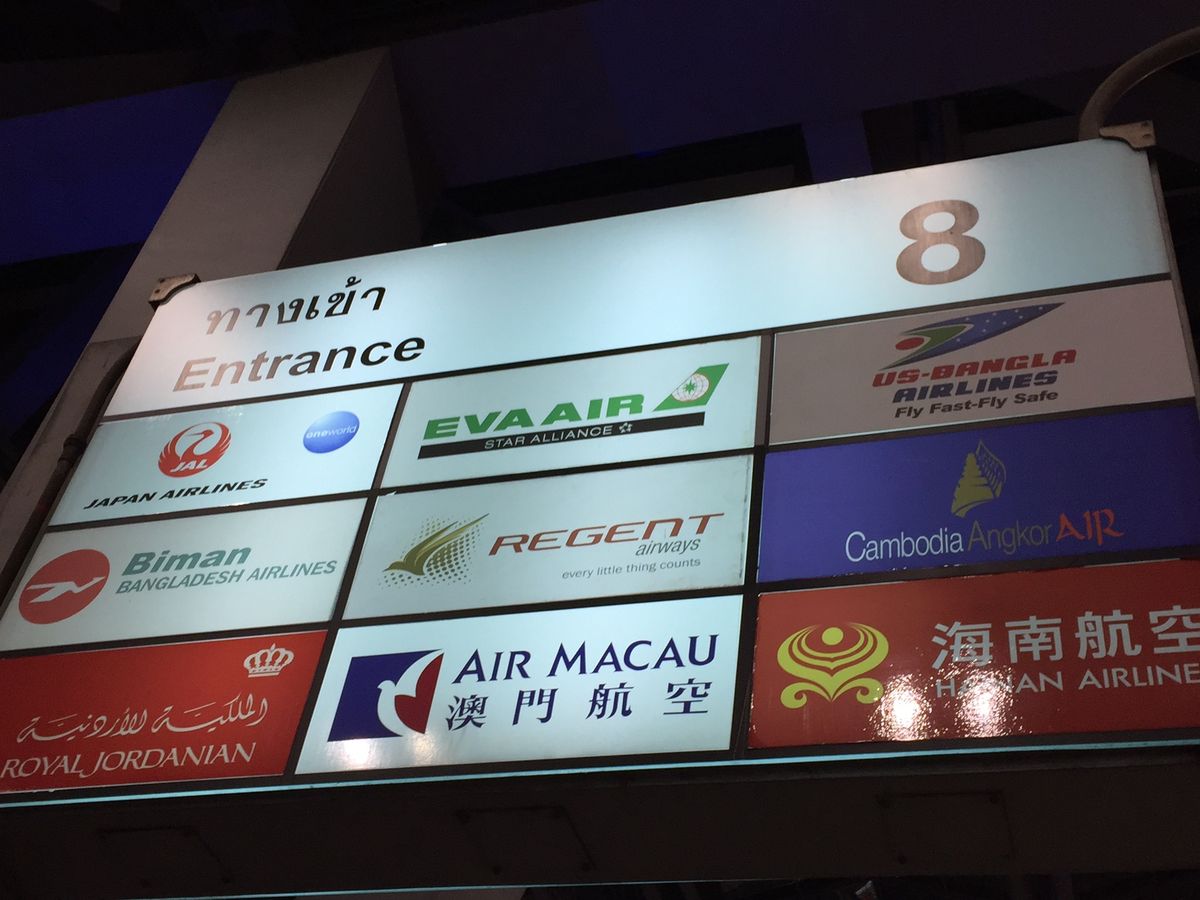 ทางเข้า
Entrance
8
JAL
JAPAN AIRLINES
oneworld
EVA AIR
STAR ALLIANCE
US-BANGLA
AIRLINES
Fly Fast-Fly Safe
Biman
BANGLADESH AIRLINES
REGENT
airways
every little thing counts
Cambodia Angkor AIR
الملكية الأردنية
ROYAL JORDANIAN
AIR MACAU
澳門航空
海南航空
HAINAN AIRLINE